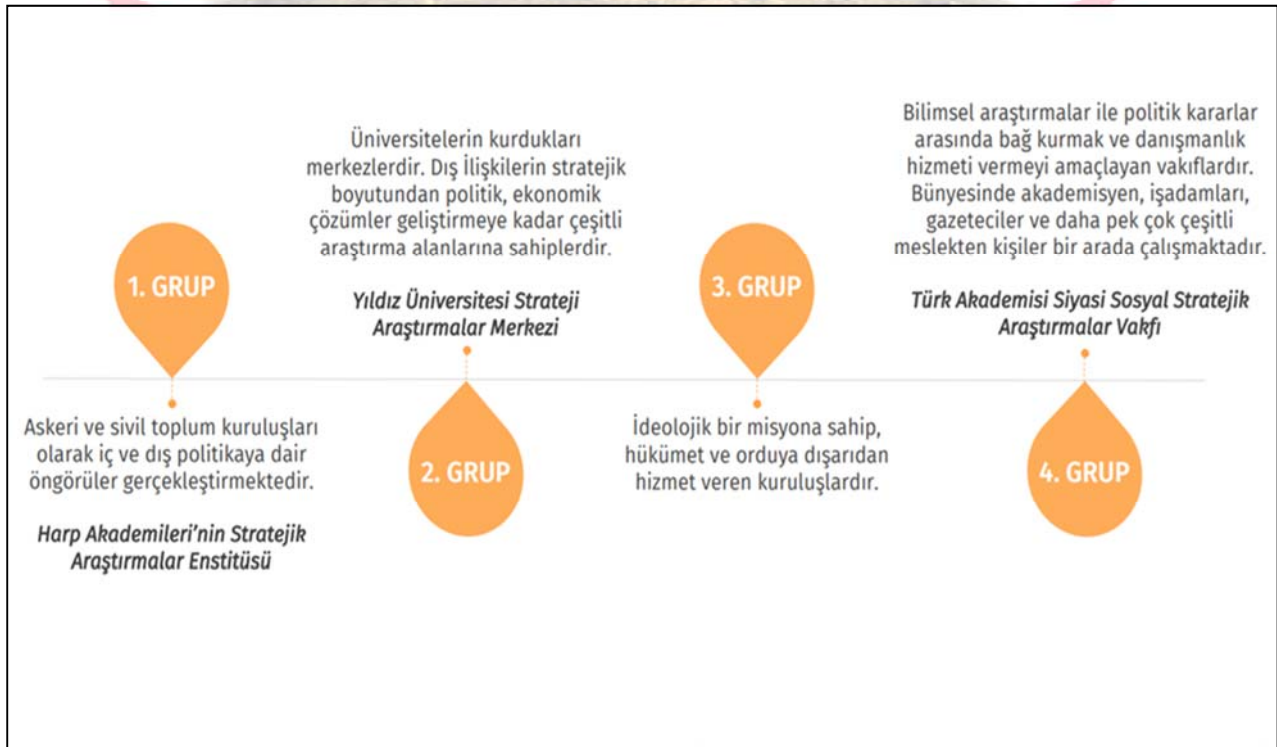 1. GRUP
Askeri ve sivil toplum kuruluşları
olarak iç ve dış politikaya dair
öngörüler gerçekleştirmektedir.
Harp Akademileri’nin Stratejik
Araştırmalar Enstitüsü
Üniversitelerin kurdukları
merkezlerdir. Dış İlişkilerin stratejik
boyutundan politik, ekonomik
çözümler geliştirmeye kadar çeşitli
araştırma alanlarına sahiplerdir.
Yıldız Üniversitesi Strateji
Araştırmalar Merkezi
2. GRUP
3. GRUP
İdeolojik bir misyona sahip,
hükümet ve orduya dışarıdan
hizmet veren kuruluşlardır.
Bilimsel araştırmalar ile politik kararlar
arasında bağ kurmak ve danışmanlık
hizmeti vermeyi amaçlayan vakıflardır.
Bünyesinde akademisyen, işadamları,
gazeteciler ve daha pek çok çeşitli
meslekten kişiler bir arada çalışmaktadır.
Türk Akademisi Siyasi Sosyal Stratejik
Araştırmalar Vakfı
4. GRUP